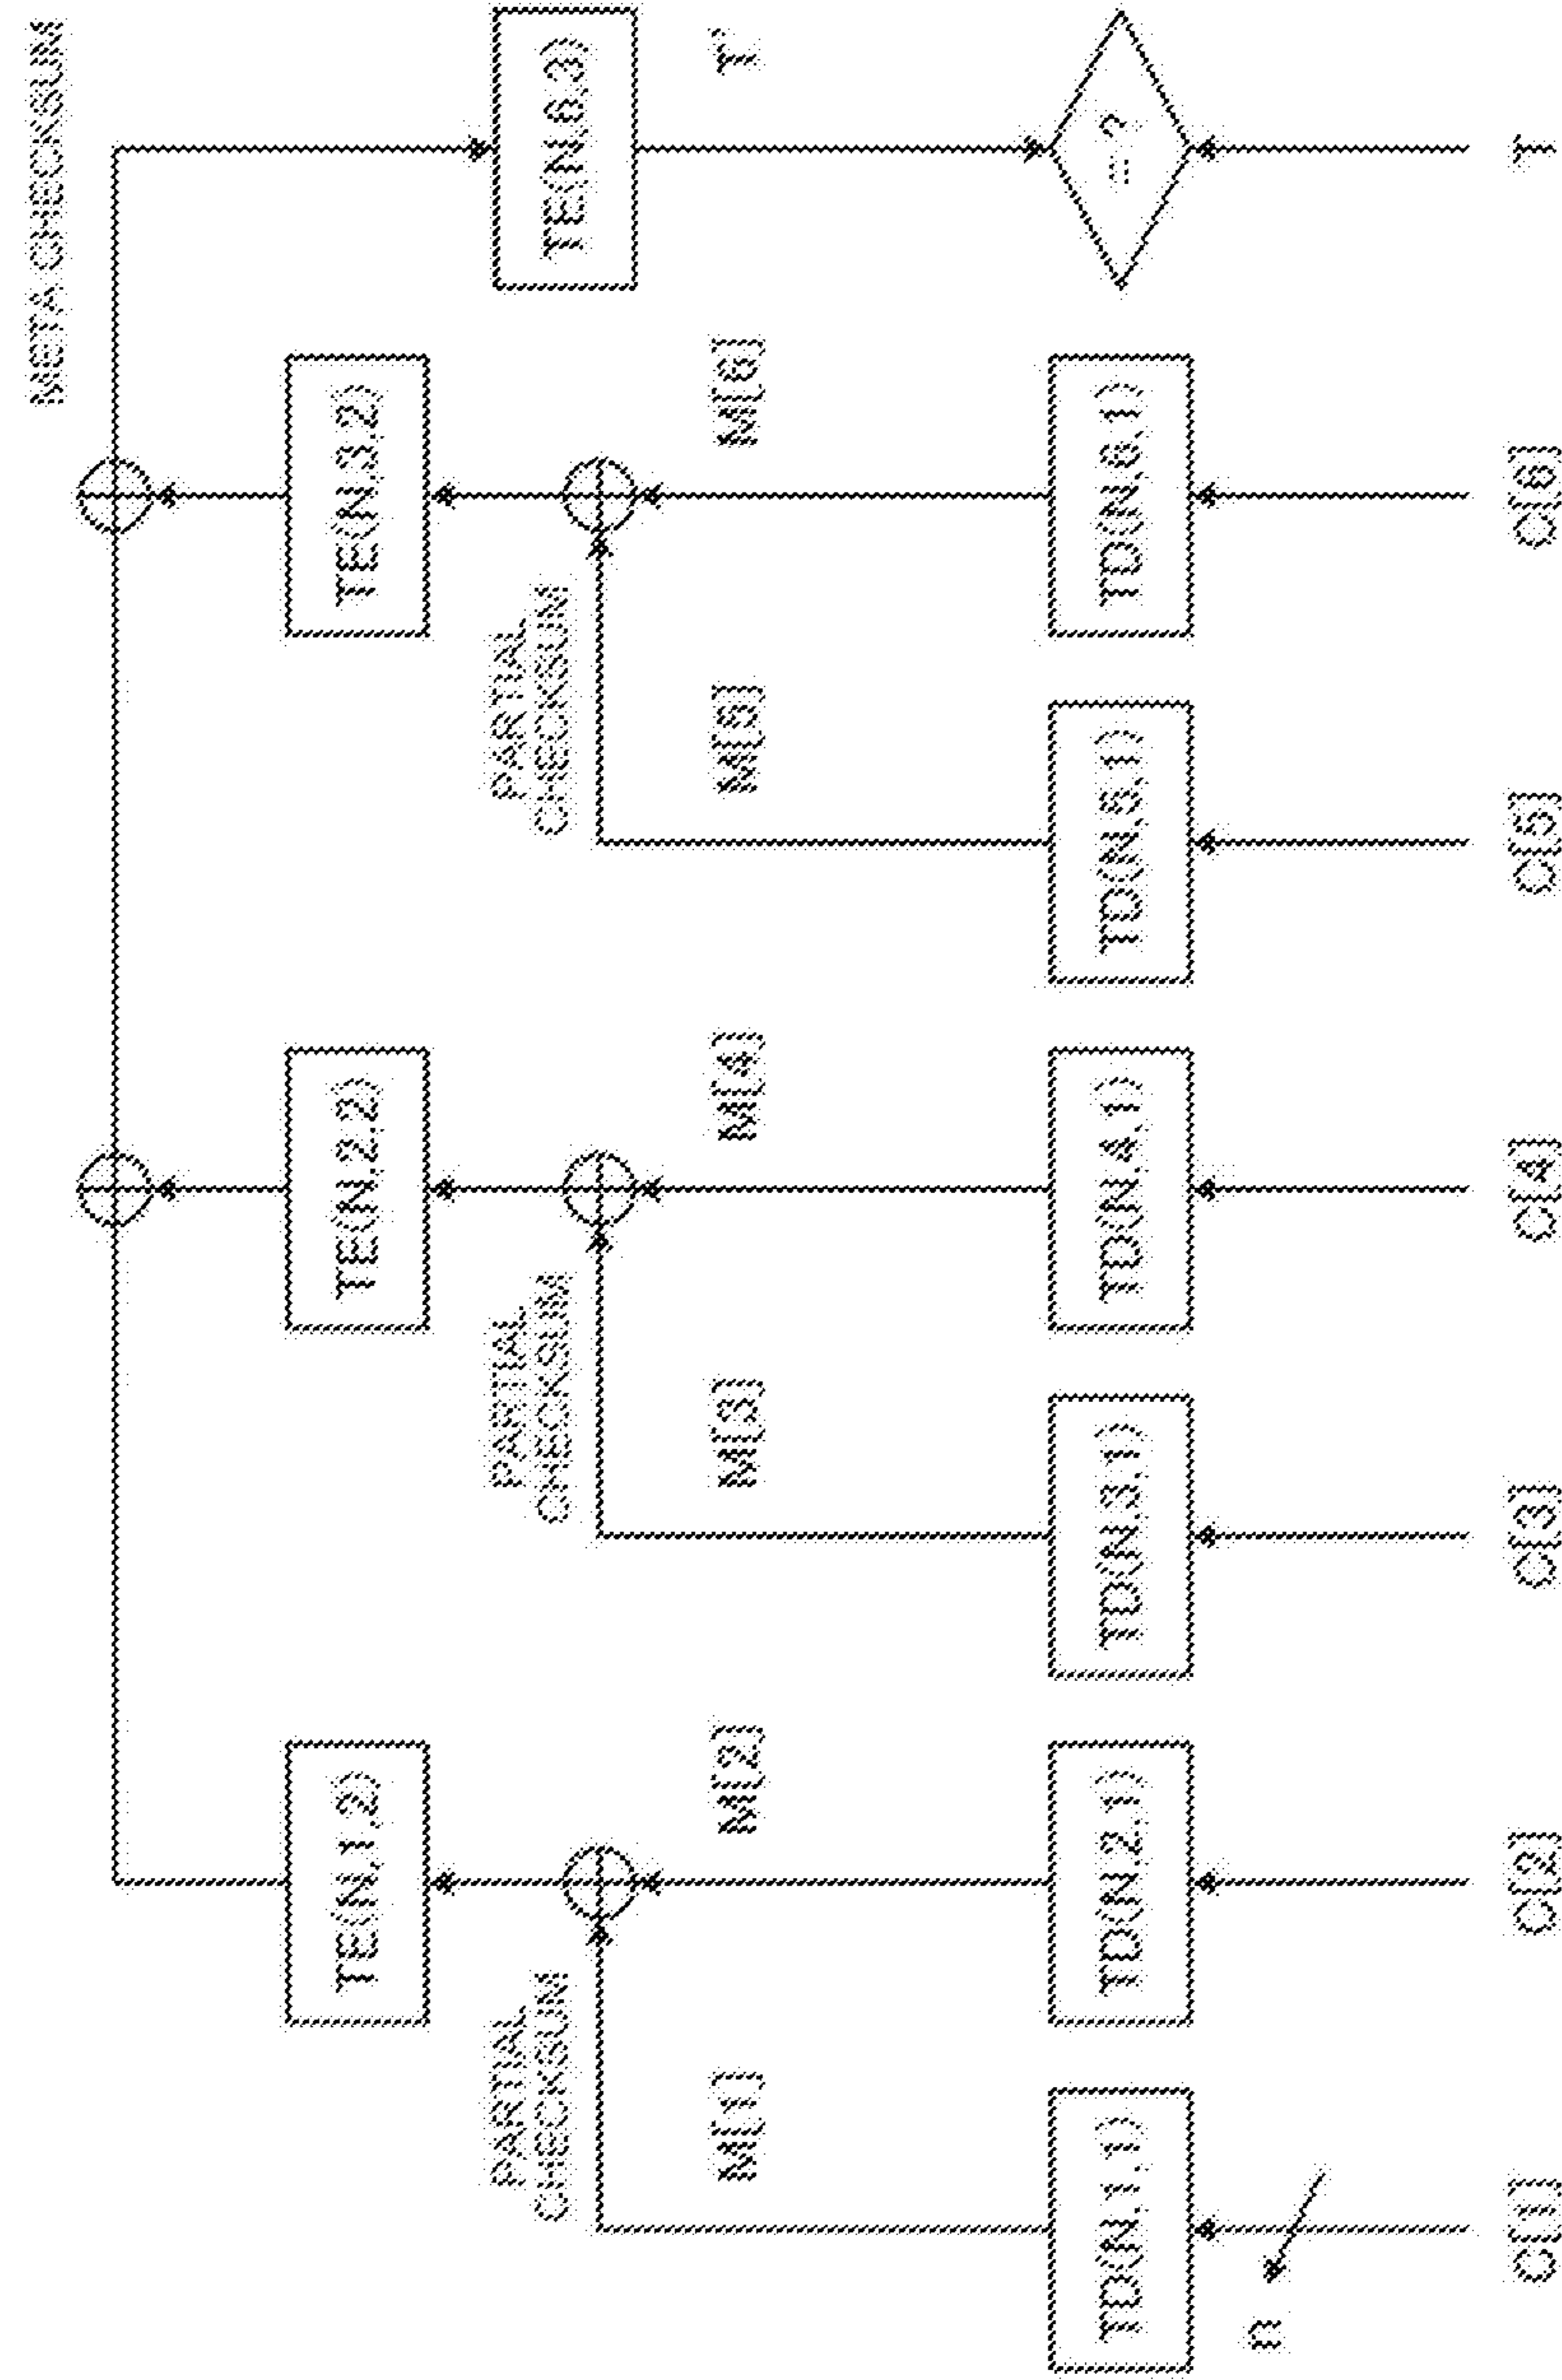 META CHECKSUM
TE(N,1,2)
TE(N,2,2)
TE(N,3,2)
PARTIAL
CHECKSUM
PARTIAL
CHECKSUM
PARTIAL
CHECKSUM
TE(N,6,3)
M[1]
M[2]
M[3]
M[4]
M[5]
M[6]
T'
TD(N,1,1)
TD(N,2,1)
TD(N,3,1)
TD(N,4,1)
TD(N,5,1)
TD(N,6,1)
=?
n
C[1]
C[2]
C[3]
C[4]
C[5]
C[6]
T